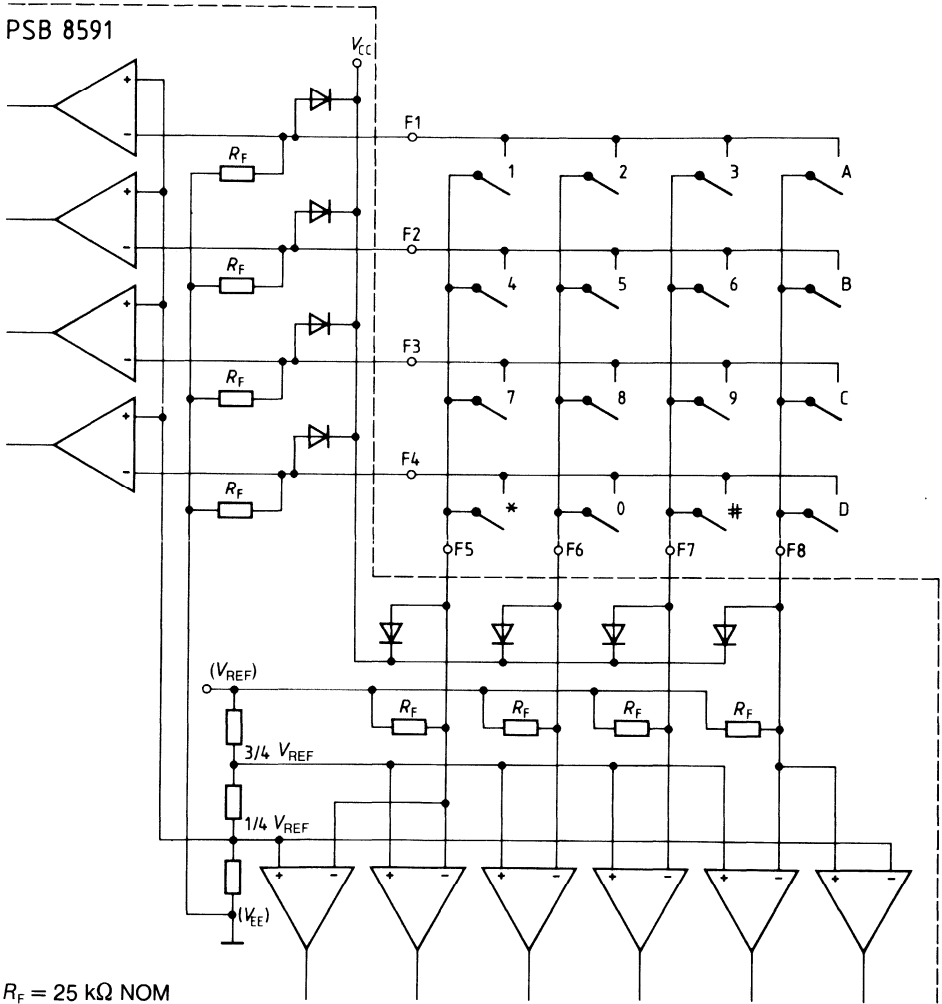 PSB 8591
V_CC
+
−
R_F
F1
1 2 3 A
+
−
R_F
F2
4 5 6 B
+
−
R_F
F3
7 8 9 C
+
−
R_F
F4
* 0 # D
F5 F6 F7 F8
(V_REF)
R_F R_F R_F R_F
3/4 V_REF
1/4 V_REF
+ − + − + − + − + − + −
(V_EE)
R_F = 25 kΩ NOM